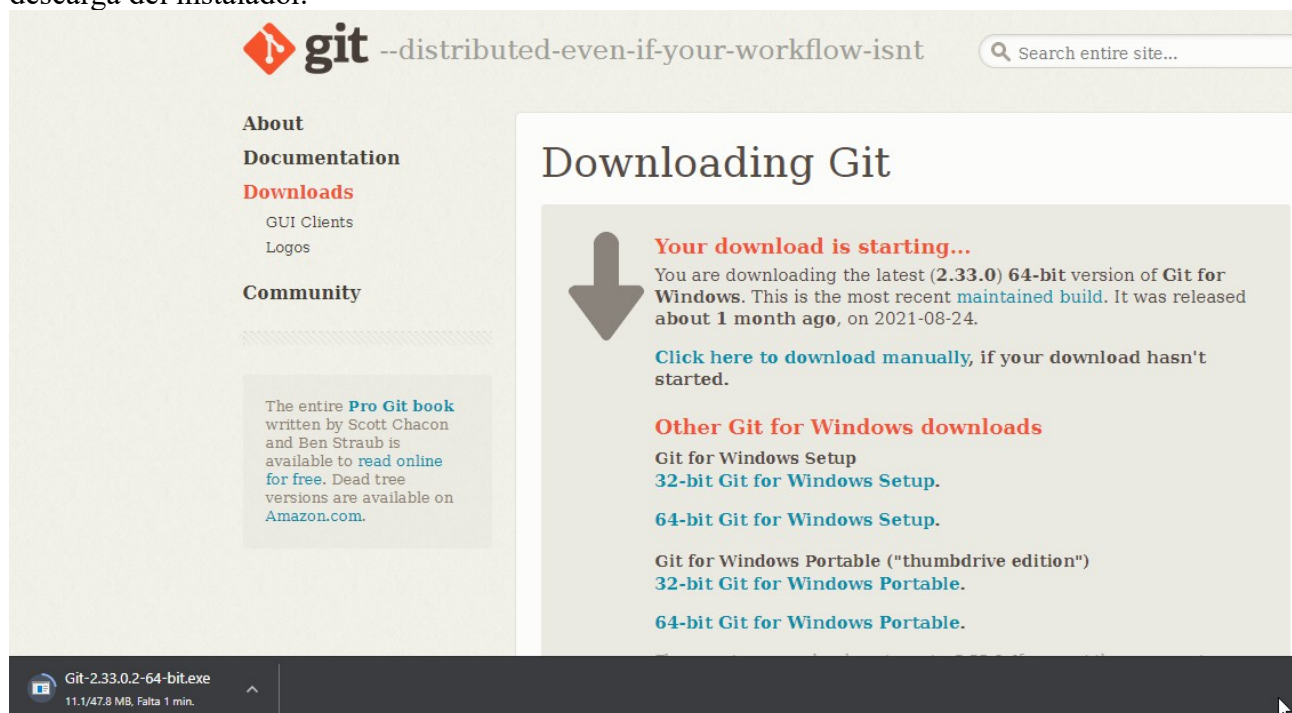 descarga del instalador.
git --distributed-even-if-your-workflow-isnt
Search entire site...
About
Documentation
Downloads
GUI Clients
Logos
Community
The entire Pro Git book
written by Scott Chacon
and Ben Straub is
available to read online
for free. Dead tree
versions are available on
Amazon.com.
Downloading Git
Your download is starting...
You are downloading the latest (2.33.0) 64-bit version of Git for
Windows. This is the most recent maintained build. It was released
about 1 month ago, on 2021-08-24.
Click here to download manually, if your download hasn't
started.
Other Git for Windows downloads
Git for Windows Setup
32-bit Git for Windows Setup.
64-bit Git for Windows Setup.
Git for Windows Portable ("thumbdrive edition")
32-bit Git for Windows Portable.
64-bit Git for Windows Portable.
Git-2.33.0.2-64-bit.exe
11.1/47.8 MB, Falta 1 min.